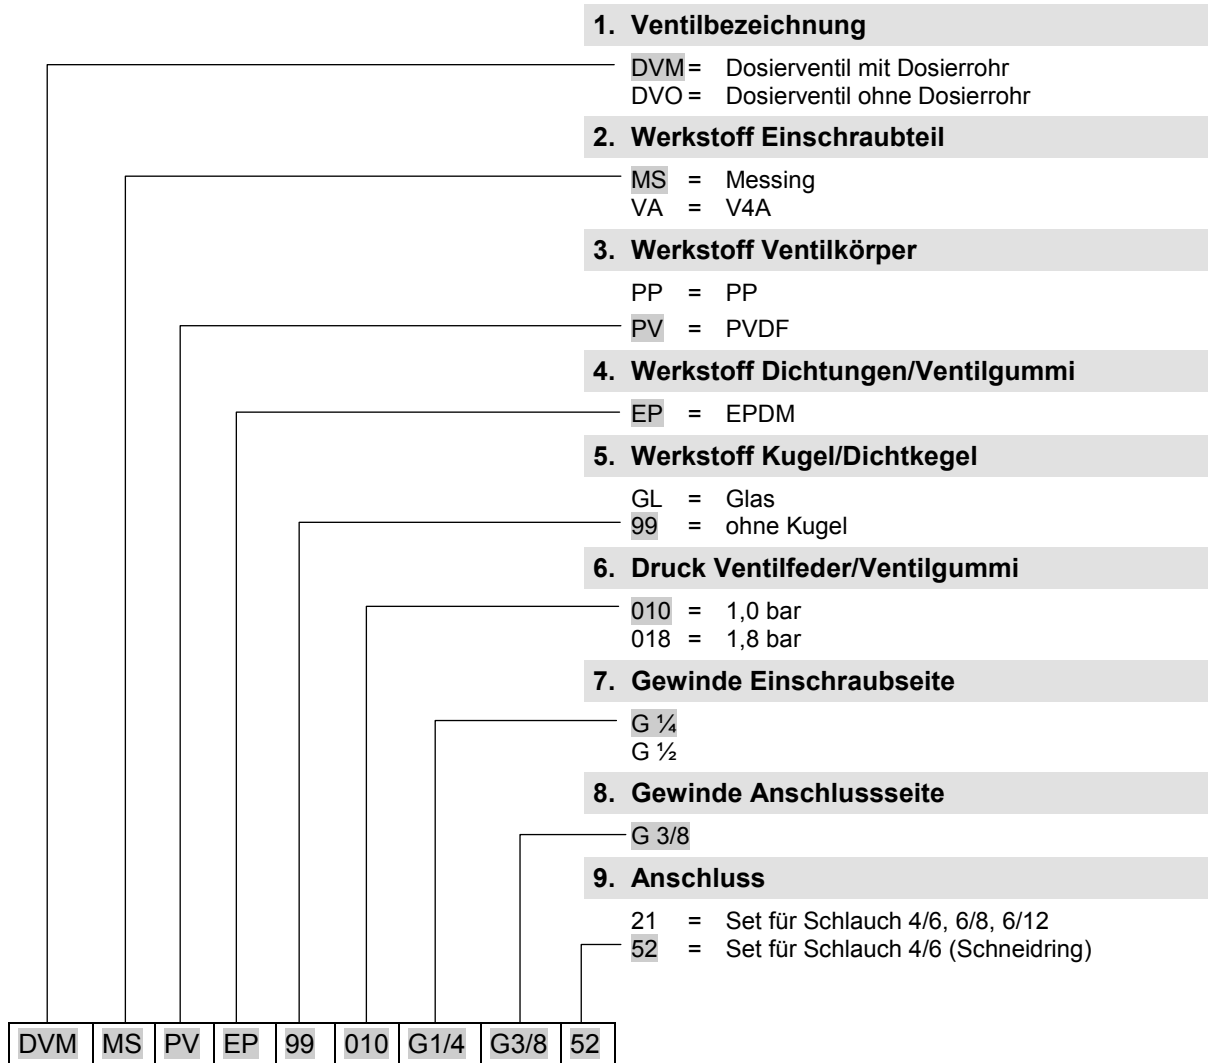 1. Ventilbezeichnung
DVM = Dosierventil mit Dosierrohr
DVO = Dosierventil ohne Dosierrohr
2. Werkstoff Einschraubteil
MS = Messing
VA = V4A
3. Werkstoff Ventilkörper
PP = PP
PV = PVDF
4. Werkstoff Dichtungen/Ventilgummi
EP = EPDM
5. Werkstoff Kugel/Dichtkegel
GL = Glas
99 = ohne Kugel
6. Druck Ventilfeder/Ventilgummi
010 = 1,0 bar
018 = 1,8 bar
7. Gewinde Einschraubseite
G ¼
G ½
8. Gewinde Anschlussseite
G 3/8
9. Anschluss
21 = Set für Schlauch 4/6, 6/8, 6/12
52 = Set für Schlauch 4/6 (Schneidring)
DVM MS PV EP 99 010 G1/4 G3/8 52